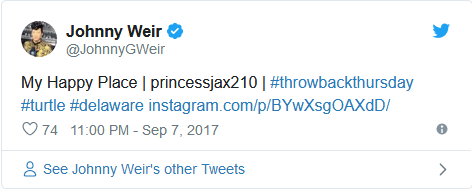 Johnny Weir
@JohnnyGWeir
My Happy Place | princessjax210 | #throwbackthursday
#turtle #delaware instagram.com/p/BYwXsgOAXdD/
74 11:00 PM - Sep 7, 2017
See Johnny Weir's other Tweets